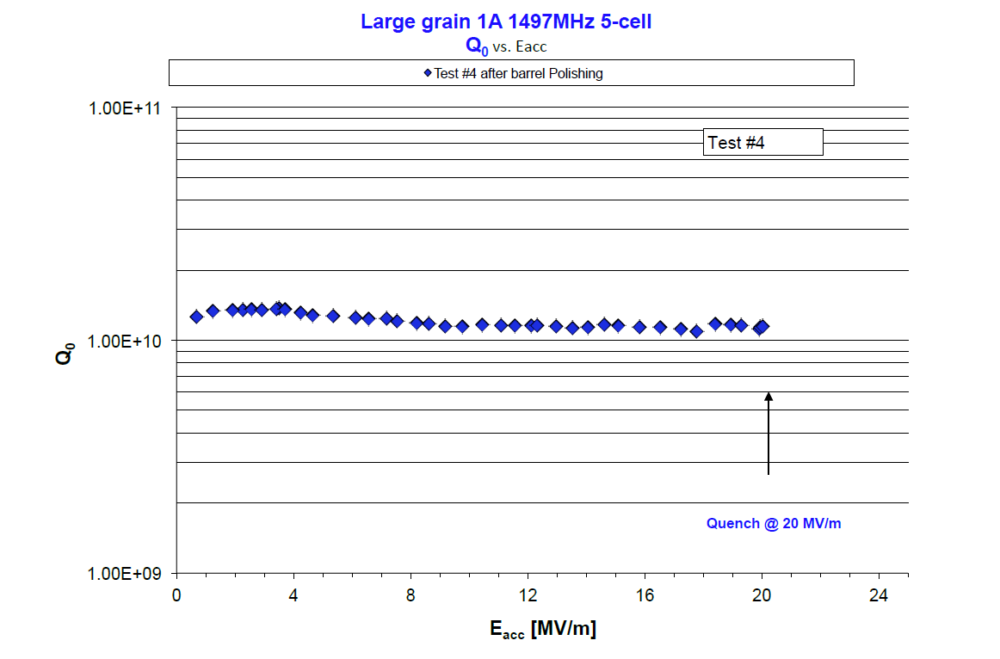 Large grain 1A 1497MHz 5-cell
Q0 vs. Eacc
Test #4 after barrel Polishing
1.00E+11
Test #4
1.00E+10
Q0
Quench @ 20 MV/m
1.00E+09
0 4 8 12 16 20 24
Eacc [MV/m]